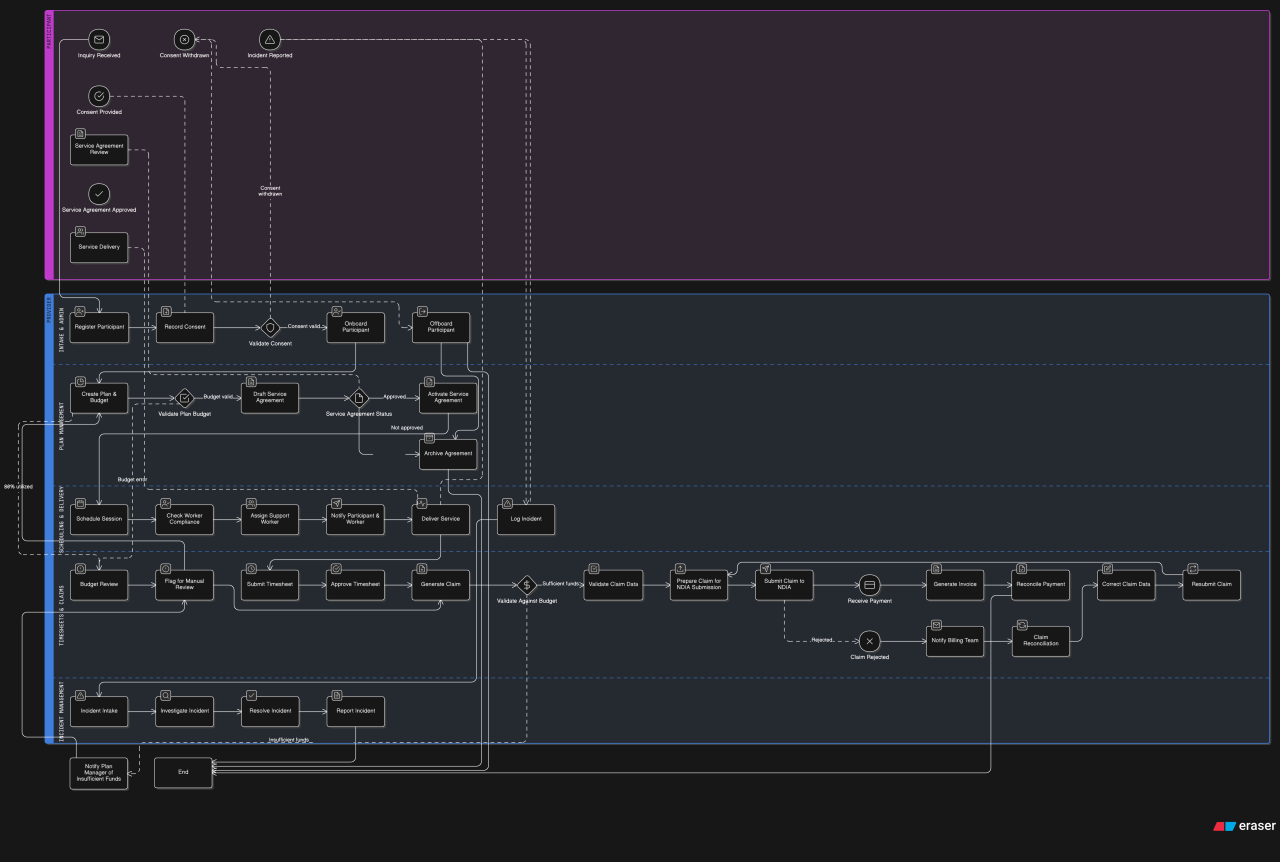 PARTICIPANT
Inquiry Received
Consent Withdrawn
Incident Reported
Consent Provided
Service Agreement
Review
Consent
withdrawn
Service Agreement Approved
Service Delivery
PROVIDER
INTAKE & ADMIN
Register Participant
Record Consent
Validate Consent
Consent valid
Onboard
Participant
Offboard
Participant
PLAN MANAGEMENT
Create Plan &
Budget
Validate Plan Budget
Budget valid
Draft Service
Agreement
Service Agreement Status
Approved
Activate Service
Agreement
Not approved
Archive Agreement
Budget error
80% utilized
SCHEDULING & DELIVERY
Schedule Session
Check Worker
Compliance
Assign Support
Worker
Notify Participant &
Worker
Deliver Service
Log Incident
TIMESHEETS & CLAIMS
Budget Review
Flag for Manual
Review
Submit Timesheet
Approve Timesheet
Generate Claim
Validate Against Budget
Sufficient funds
Validate Claim Data
Prepare Claim for
NDIA Submission
Submit Claim to
NDIA
Receive Payment
Generate Invoice
Reconcile Payment
Correct Claim Data
Resubmit Claim
Rejected
Claim Rejected
Notify Billing Team
Claim
Reconciliation
INCIDENT MANAGEMENT
Incident Intake
Investigate Incident
Resolve Incident
Report Incident
Insufficient funds
Notify Plan
Manager of
Insufficient Funds
End
eraser